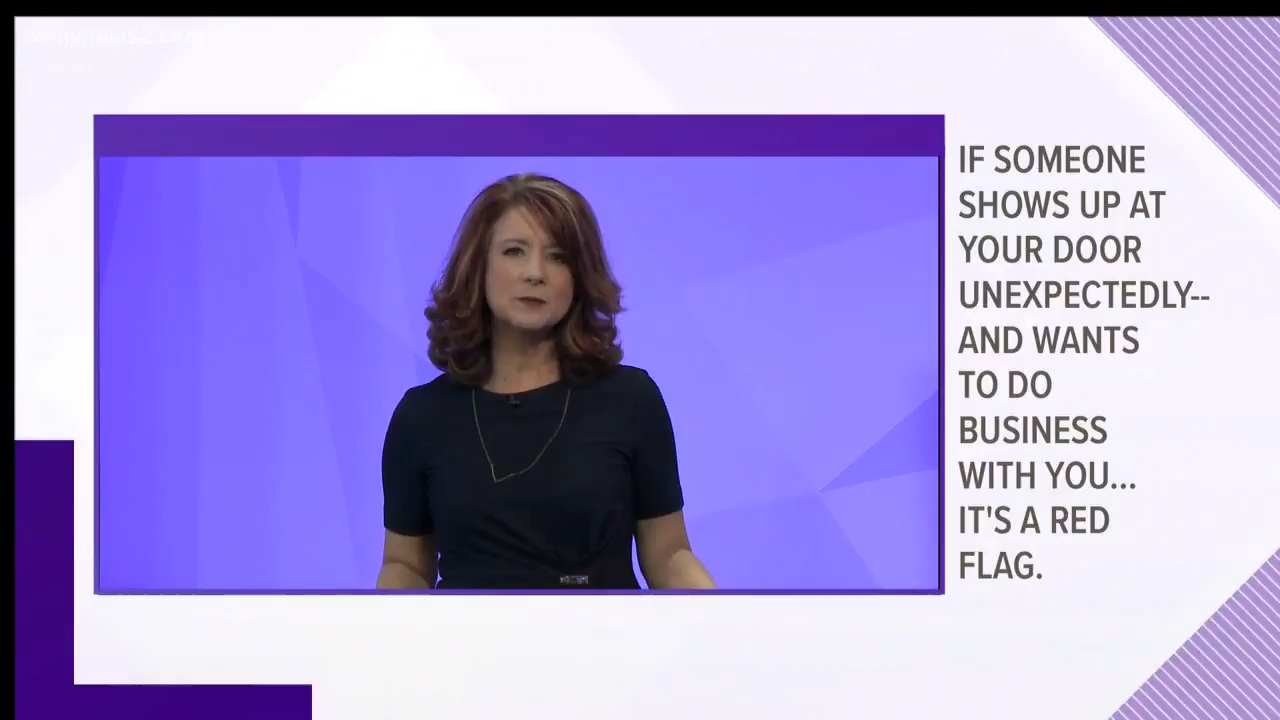 IF SOMEONE
SHOWS UP AT
YOUR DOOR
UNEXPECTEDLY--
AND WANTS
TO DO
BUSINESS
WITH YOU...
IT'S A RED
FLAG.